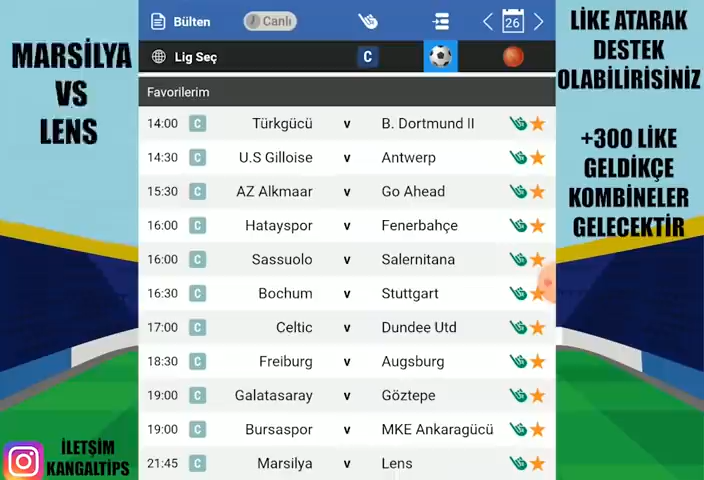 MARSİLYA
VS
LENS
Bülten
Canlı
26
Lig Seç
C
Favorilerim
14:00 C Türkgücü v B. Dortmund II
14:30 C U.S Gilloise v Antwerp
15:30 C AZ Alkmaar v Go Ahead
16:00 C Hatayspor v Fenerbahçe
16:00 C Sassuolo v Salernitana
16:30 C Bochum v Stuttgart
17:00 C Celtic v Dundee Utd
18:30 C Freiburg v Augsburg
19:00 C Galatasaray v Göztepe
19:00 C Bursaspor v MKE Ankaragücü
21:45 C Marsilya v Lens
LİKE ATARAK
DESTEK
OLABİLİRİSİNİZ
+300 LİKE
GELDİKÇE
KOMBİNELER
GELECEKTİR
İLETŞİM
KANGALTİPS